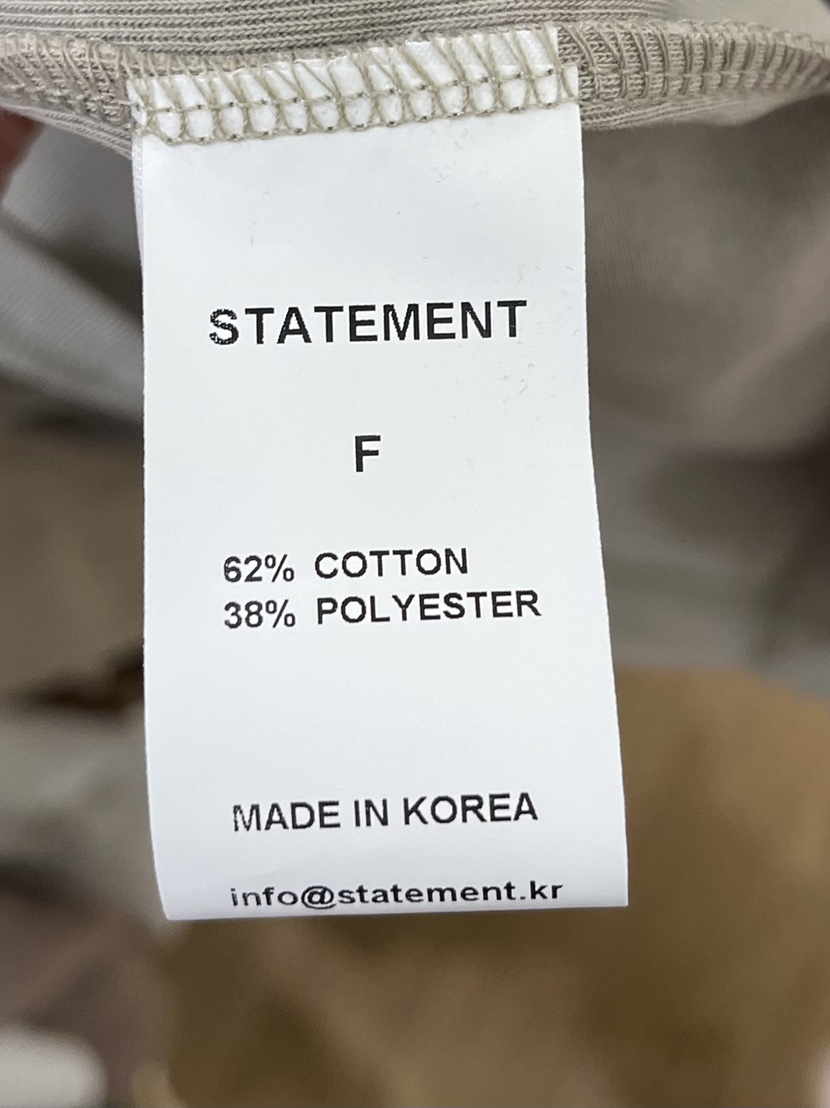 STATEMENT
F
62% COTTON
38% POLYESTER
MADE IN KOREA
info@statement.kr